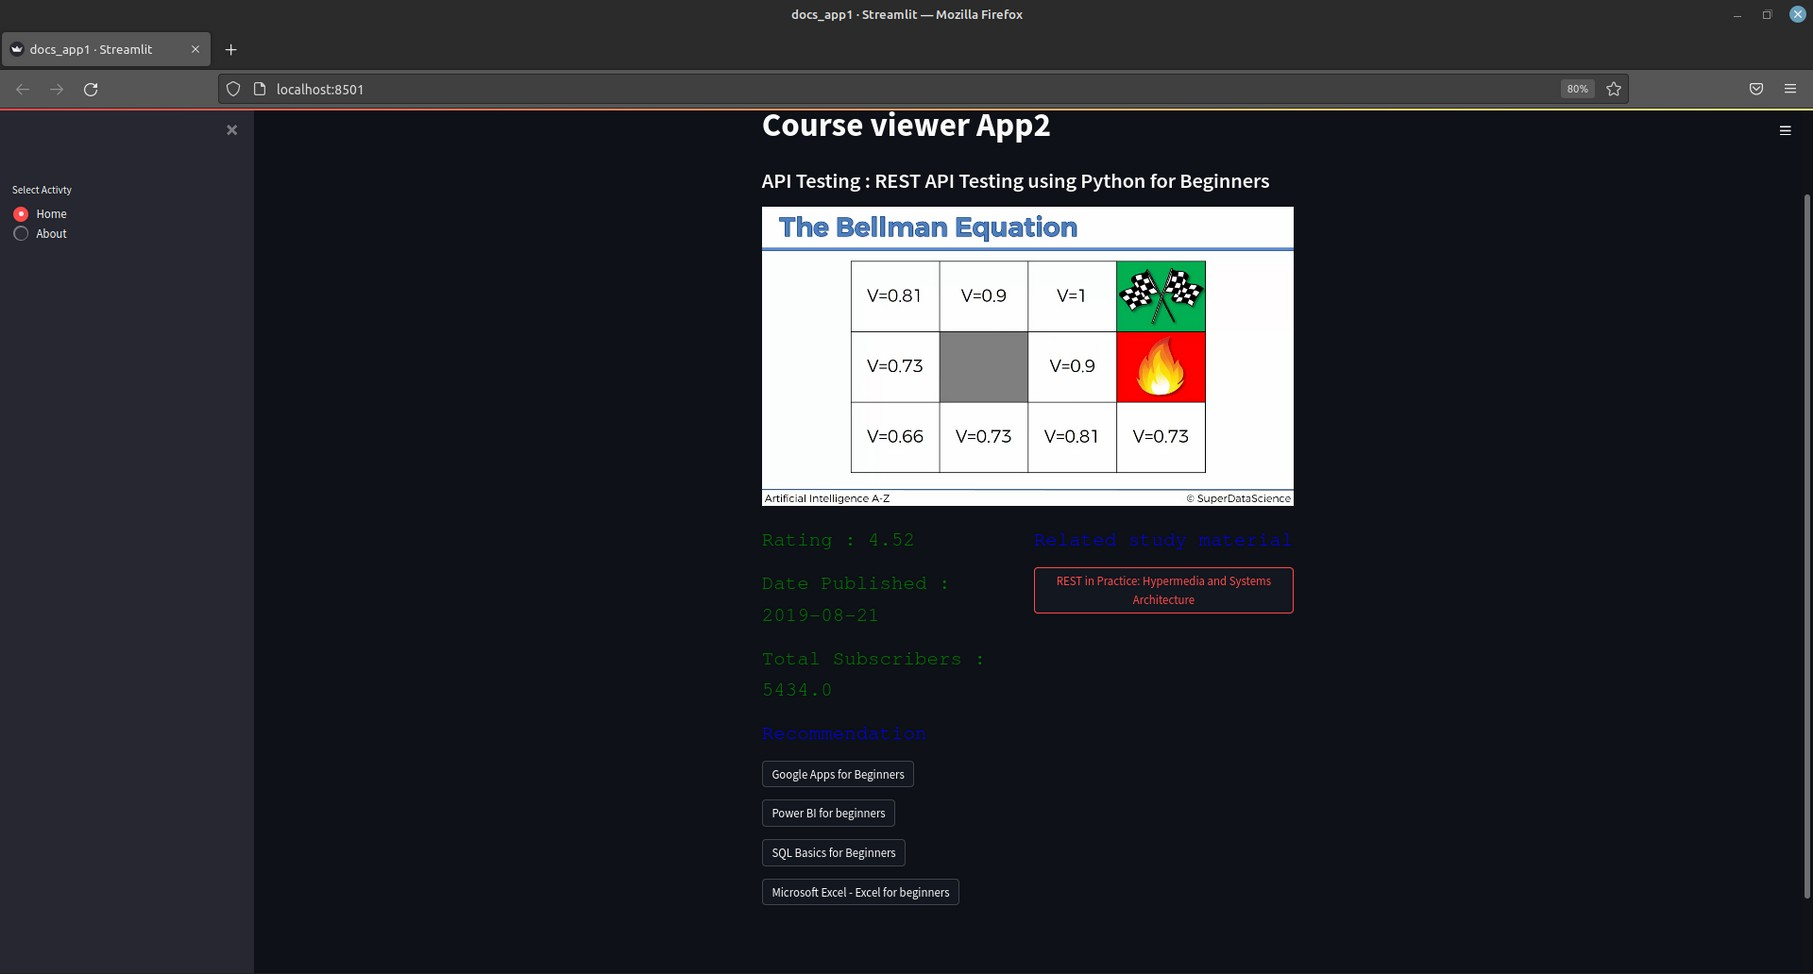 docs_app1 · Streamlit — Mozilla Firefox
docs_app1 · Streamlit
localhost:8501
80%
Select Activty
Home
About
Course viewer App2
API Testing : REST API Testing using Python for Beginners
The Bellman Equation
V=0.81 V=0.9 V=1
V=0.73 V=0.9
V=0.66 V=0.73 V=0.81 V=0.73
Artificial Intelligence A-Z © SuperDataScience
Rating : 4.52
Date Published :
2019-08-21
Total Subscribers :
5434.0
Related study material
REST in Practice: Hypermedia and Systems
Architecture
Recommendation
Google Apps for Beginners
Power BI for beginners
SQL Basics for Beginners
Microsoft Excel - Excel for beginners